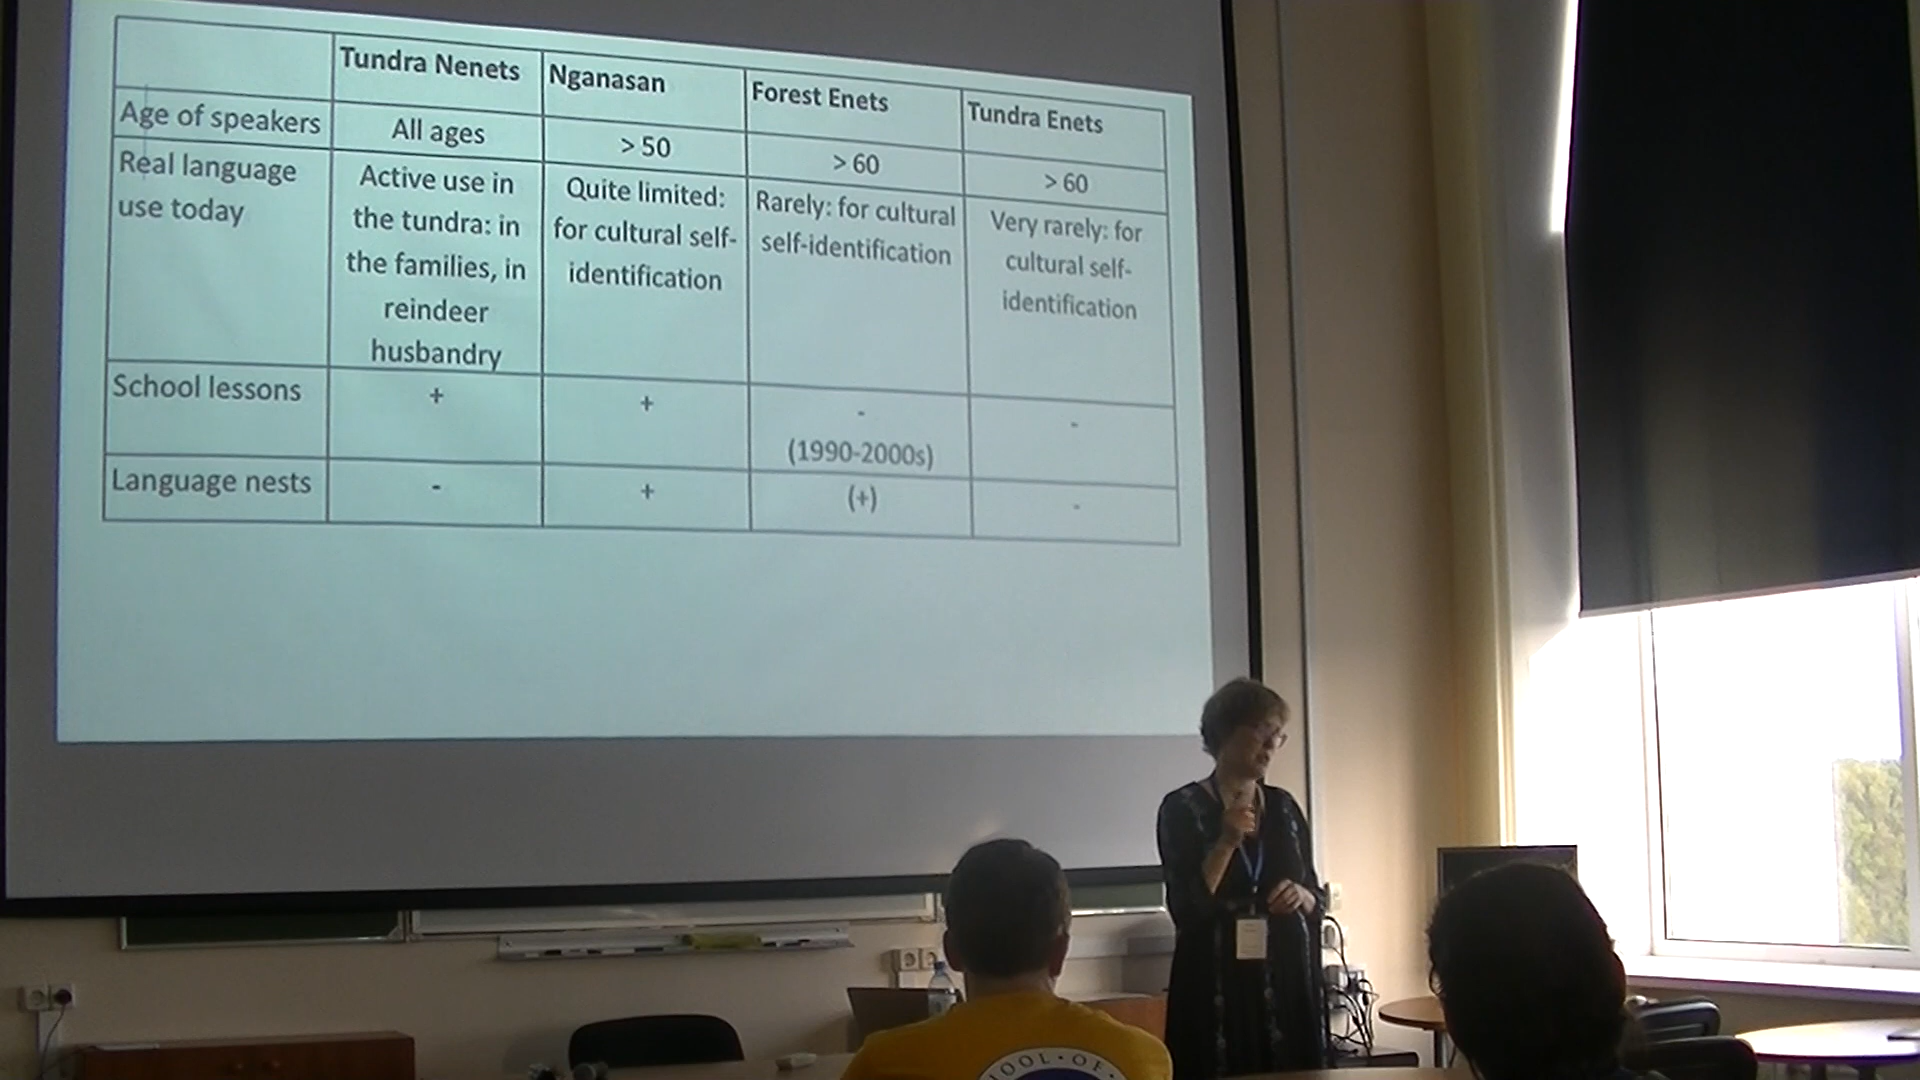 Tundra Nenets Nganasan Forest Enets Tundra Enets
Age of speakers All ages > 50 > 60 > 60
Real language
use today
Active use in
the tundra: in
the families, in
reindeer
husbandry
Quite limited:
for cultural self-
identification
Rarely: for cultural
self-identification
Very rarely: for
cultural self-
identification
School lessons + + - -
(1990-2000s)
Language nests - + (+) -
OOL · OF ·